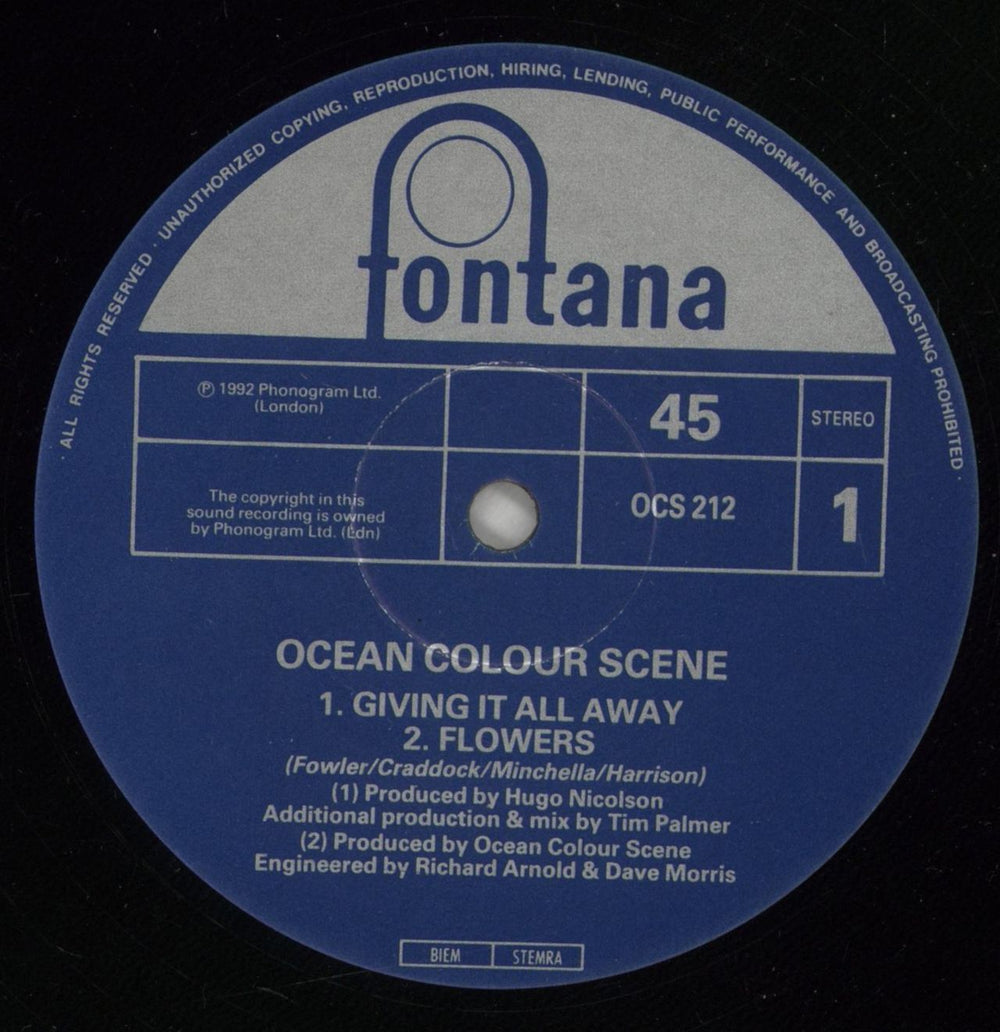 · ALL RIGHTS RESERVED · UNAUTHORIZED COPYING, REPRODUCTION, HIRING, LENDING, PUBLIC PERFORMANCE AND BROADCASTING PROHIBITED ·
fontana
Ⓟ 1992 Phonogram Ltd.
(London)
45
STEREO
The copyright in this
sound recording is owned
by Phonogram Ltd. (Ldn)
OCS 212
1
OCEAN COLOUR SCENE
1. GIVING IT ALL AWAY
2. FLOWERS
(Fowler/Craddock/Minchella/Harrison)
(1) Produced by Hugo Nicolson
Additional production & mix by Tim Palmer
(2) Produced by Ocean Colour Scene
Engineered by Richard Arnold & Dave Morris
BIEM STEMRA